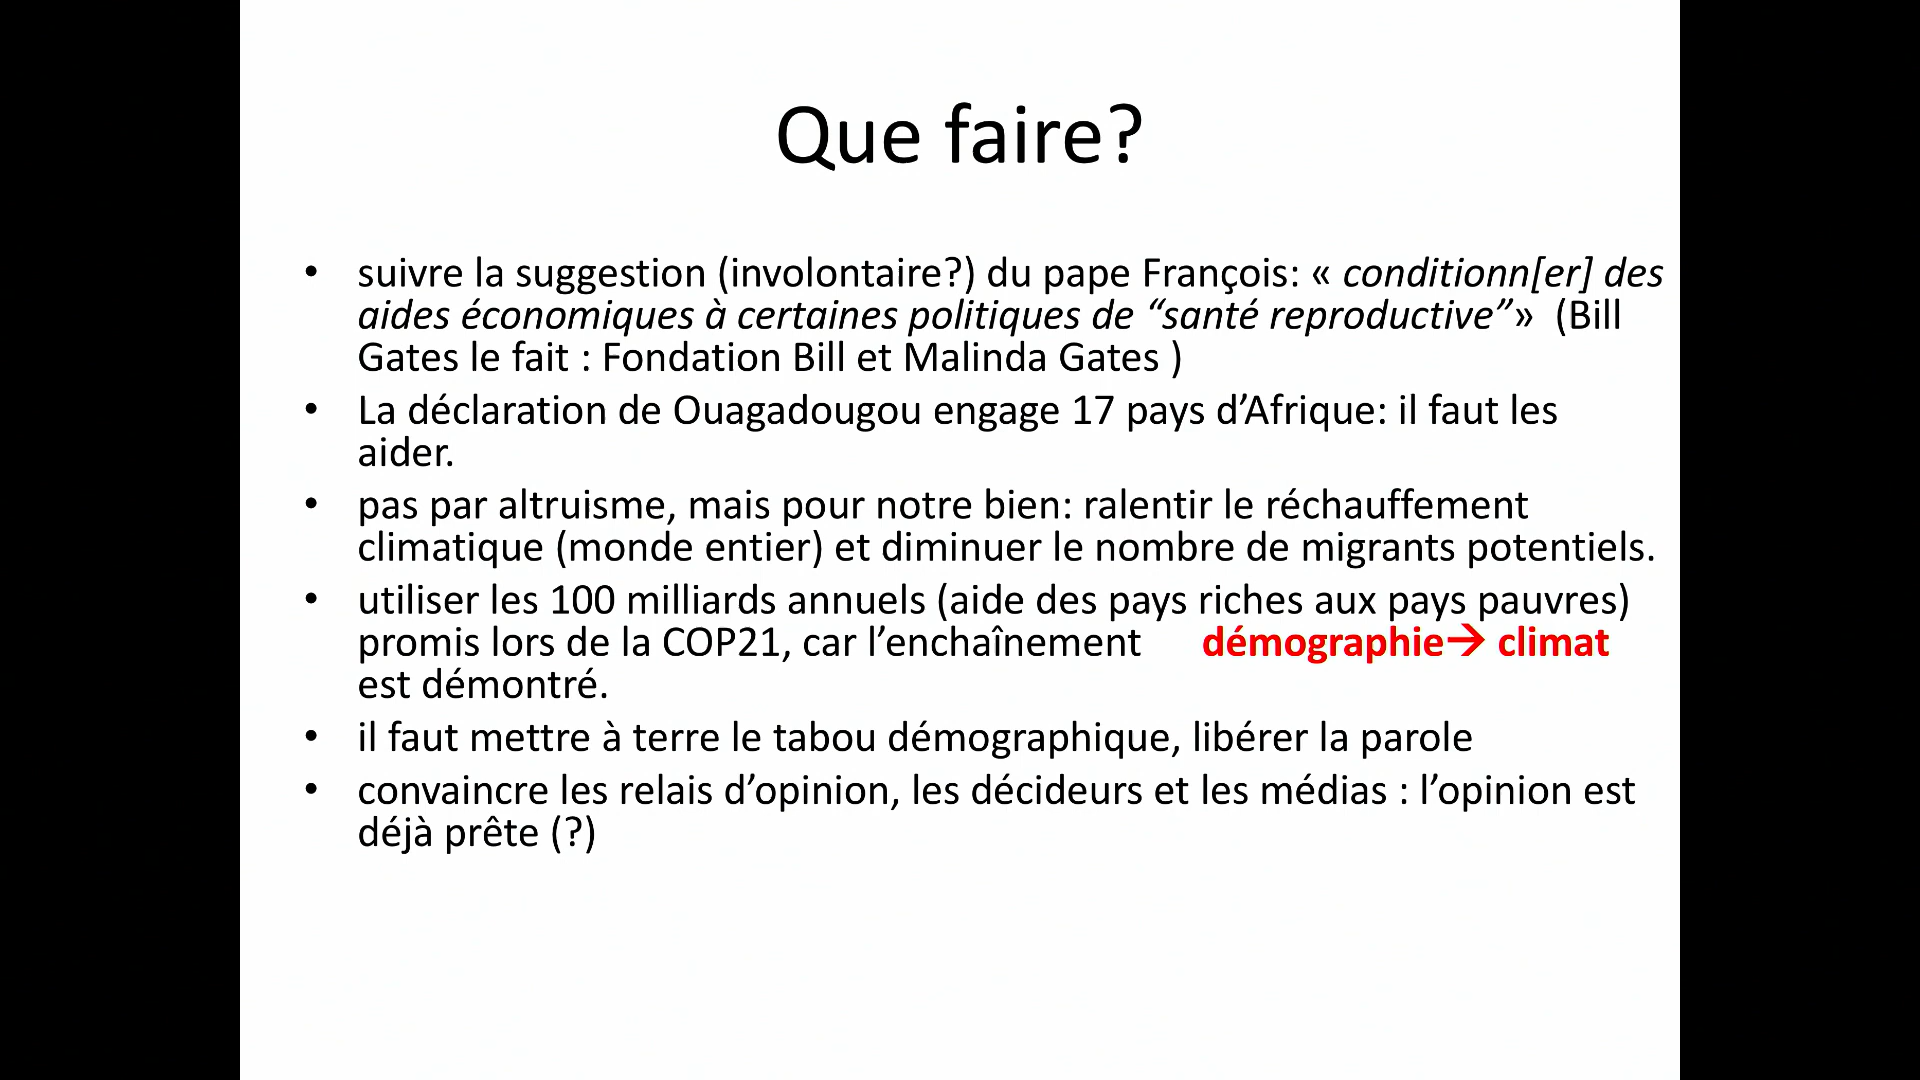 Que faire?
• suivre la suggestion (involontaire?) du pape François: « conditionn[er] des
aides économiques à certaines politiques de “santé reproductive”»  (Bill
Gates le fait : Fondation Bill et Malinda Gates )
• La déclaration de Ouagadougou engage 17 pays d’Afrique: il faut les
aider.
• pas par altruisme, mais pour notre bien: ralentir le réchauffement
climatique (monde entier) et diminuer le nombre de migrants potentiels.
• utiliser les 100 milliards annuels (aide des pays riches aux pays pauvres)
promis lors de la COP21, car l’enchaînement démographie→ climat
est démontré.
• il faut mettre à terre le tabou démographique, libérer la parole
• convaincre les relais d’opinion, les décideurs et les médias : l’opinion est
déjà prête (?)